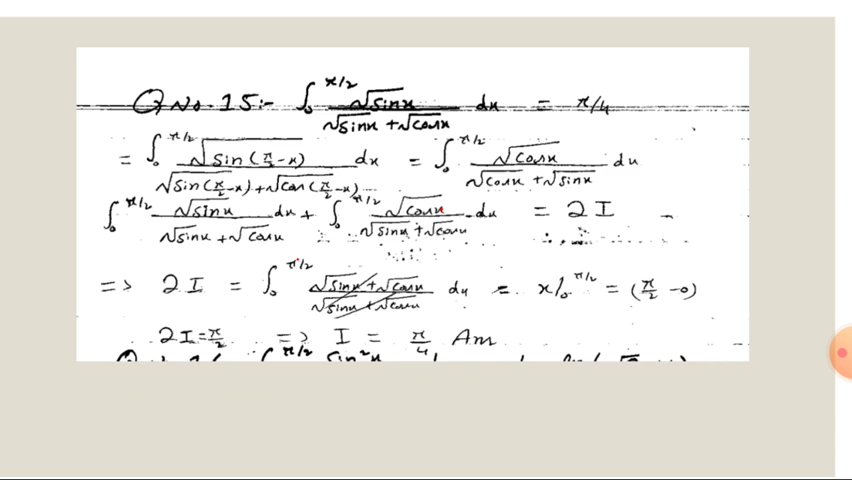 Q No. 15:- ∫₀^π/2 √sinx / (√sinx + √cosx) dx = π/4
= ∫₀^π/2 √sin(π/2-x) / (√sin(π/2-x) + √cos(π/2-x)) dx = ∫₀^π/2 √cosx / (√cosx + √sinx) dx
∫₀^π/2 √sinx / (√sinx + √cosx) dx + ∫₀^π/2 √cosx / (√sinx + √cosx) dx = 2I
=> 2I = ∫₀^π/2 (√sinx + √cosx) / (√sinx + √cosx) dx = x|₀^π/2 = (π/2 - 0)
2I = π/2 => I = π/4 Ans